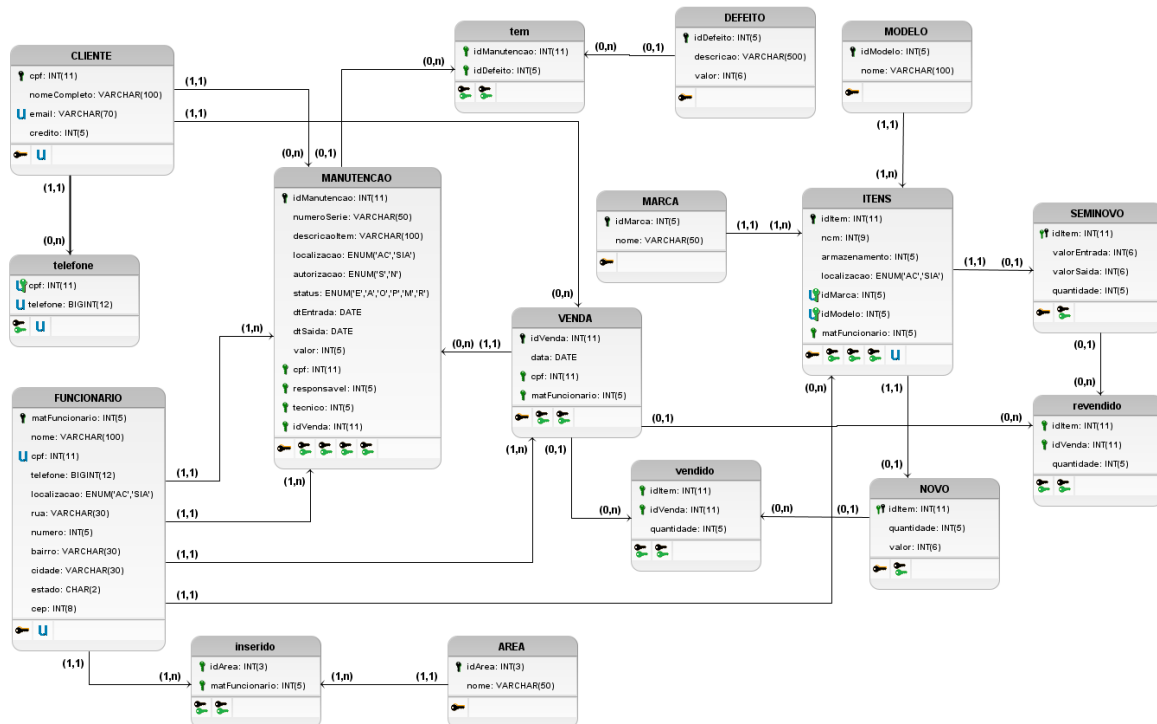 CLIENTE
cpf: INT(11)
nomeCompleto: VARCHAR(100)
email: VARCHAR(70)
credito: INT(5)
(1,1)
(1,1)
(1,1)
(0,n)
telefone
cpf: INT(11)
telefone: BIGINT(12)
tem
idManutencao: INT(11)
idDefeito: INT(5)
(0,n)
(0,n)
(0,1)
DEFEITO
idDefeito: INT(5)
descricao: VARCHAR(500)
valor: INT(6)
MODELO
idModelo: INT(5)
nome: VARCHAR(100)
(1,1)
(1,n)
(0,n)
(0,1)
MANUTENCAO
idManutencao: INT(11)
numeroSerie: VARCHAR(50)
descricaoItem: VARCHAR(100)
localizacao: ENUM('AC','SIA')
autorizacao: ENUM('S','N')
status: ENUM('E','A','O','P','M','R')
dtEntrada: DATE
dtSaida: DATE
valor: INT(5)
cpf: INT(11)
responsavel: INT(5)
tecnico: INT(5)
idVenda: INT(11)
(1,n)
(1,n)
MARCA
idMarca: INT(5)
nome: VARCHAR(50)
(1,1)
(1,n)
ITENS
idItem: INT(11)
ncm: INT(9)
armazenamento: INT(5)
localizacao: ENUM('AC','SIA')
idMarca: INT(5)
idModelo: INT(5)
matFuncionario: INT(5)
(1,1)
(0,1)
SEMINOVO
idItem: INT(11)
valorEntrada: INT(6)
valorSaida: INT(6)
quantidade: INT(5)
(0,1)
(0,n)
(0,n)
VENDA
idVenda: INT(11)
data: DATE
cpf: INT(11)
matFuncionario: INT(5)
(0,n)
(1,1)
(0,1)
(0,n)
(1,n)
(0,1)
(0,n)
(1,1)
(0,1)
revendido
idItem: INT(11)
idVenda: INT(11)
quantidade: INT(5)
FUNCIONARIO
matFuncionario: INT(5)
nome: VARCHAR(100)
cpf: INT(11)
telefone: BIGINT(12)
localizacao: ENUM('AC','SIA')
rua: VARCHAR(30)
numero: INT(5)
bairro: VARCHAR(30)
cidade: VARCHAR(30)
estado: CHAR(2)
cep: INT(8)
(1,1)
(1,1)
(1,1)
(1,1)
(1,1)
(1,n)
vendido
idItem: INT(11)
idVenda: INT(11)
quantidade: INT(5)
(0,n)
(0,n)
(0,1)
NOVO
idItem: INT(11)
quantidade: INT(5)
valor: INT(6)
inserido
idArea: INT(3)
matFuncionario: INT(5)
(1,n)
(1,1)
AREA
idArea: INT(3)
nome: VARCHAR(50)